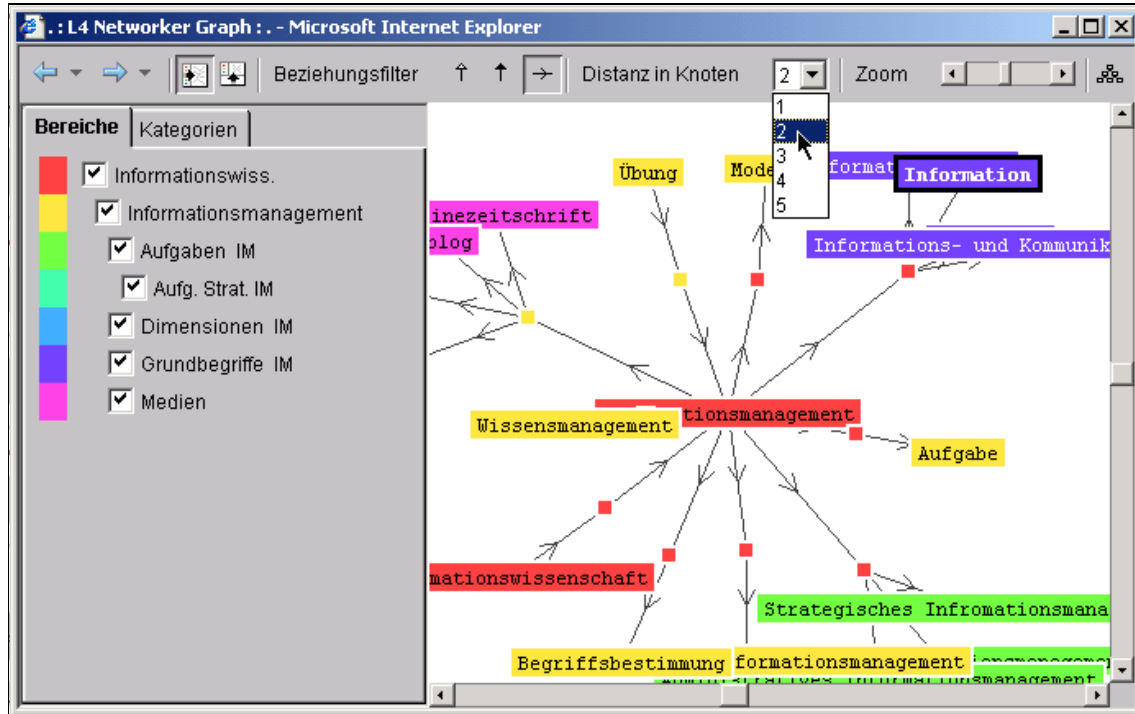 .: L4 Networker Graph :. - Microsoft Internet Explorer
Beziehungsfilter Distanz in Knoten 2 Zoom
1
2
3
4
5
Bereiche Kategorien
Informationswiss.
Informationsmanagement
Aufgaben IM
Aufg. Strat. IM
Dimensionen IM
Grundbegriffe IM
Medien
Übung
Mode
format
Information
inezeitschrift
blog
Informations- und Kommunik
tionsmanagement
Wissensmanagement
Aufgabe
mationswissenschaft
Strategisches Infromationsmana
Begriffsbestimmung
formationsmanagement